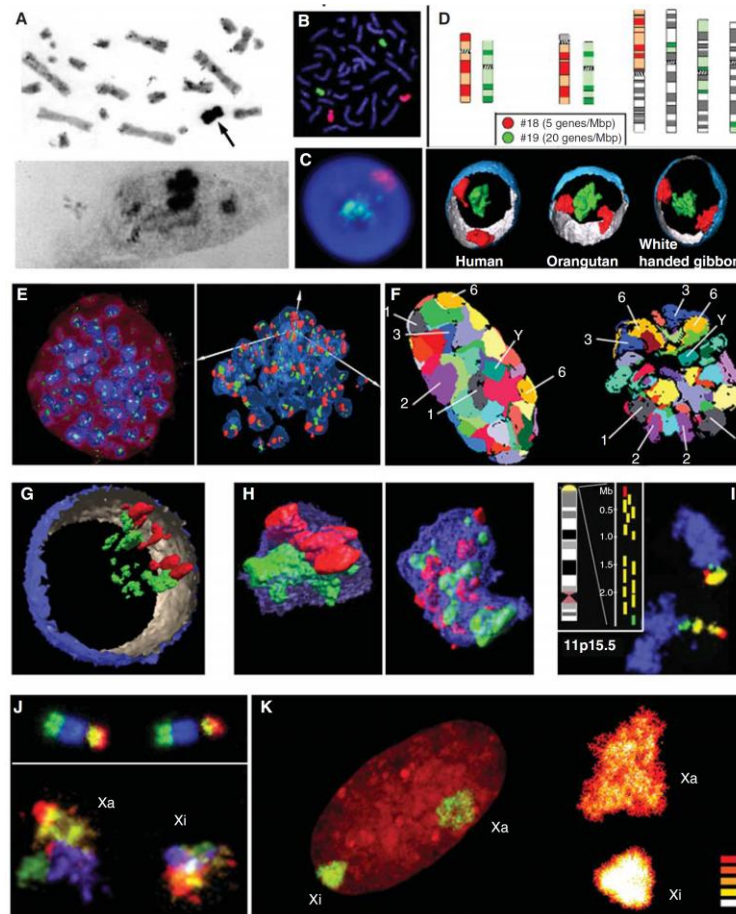 A
B
D
#18 (5 genes/Mbp)
#19 (20 genes/Mbp)
C
Human
Orangutan
White
handed gibbon
E
F
1
6
3
Y
6
2
1
3
6
6
3
Y
1
2
2
G
H
I
Mb
0.5
1.0
1.5
2.0
11p15.5
J
Xa
Xi
K
Xa
Xi
Xa
Xi